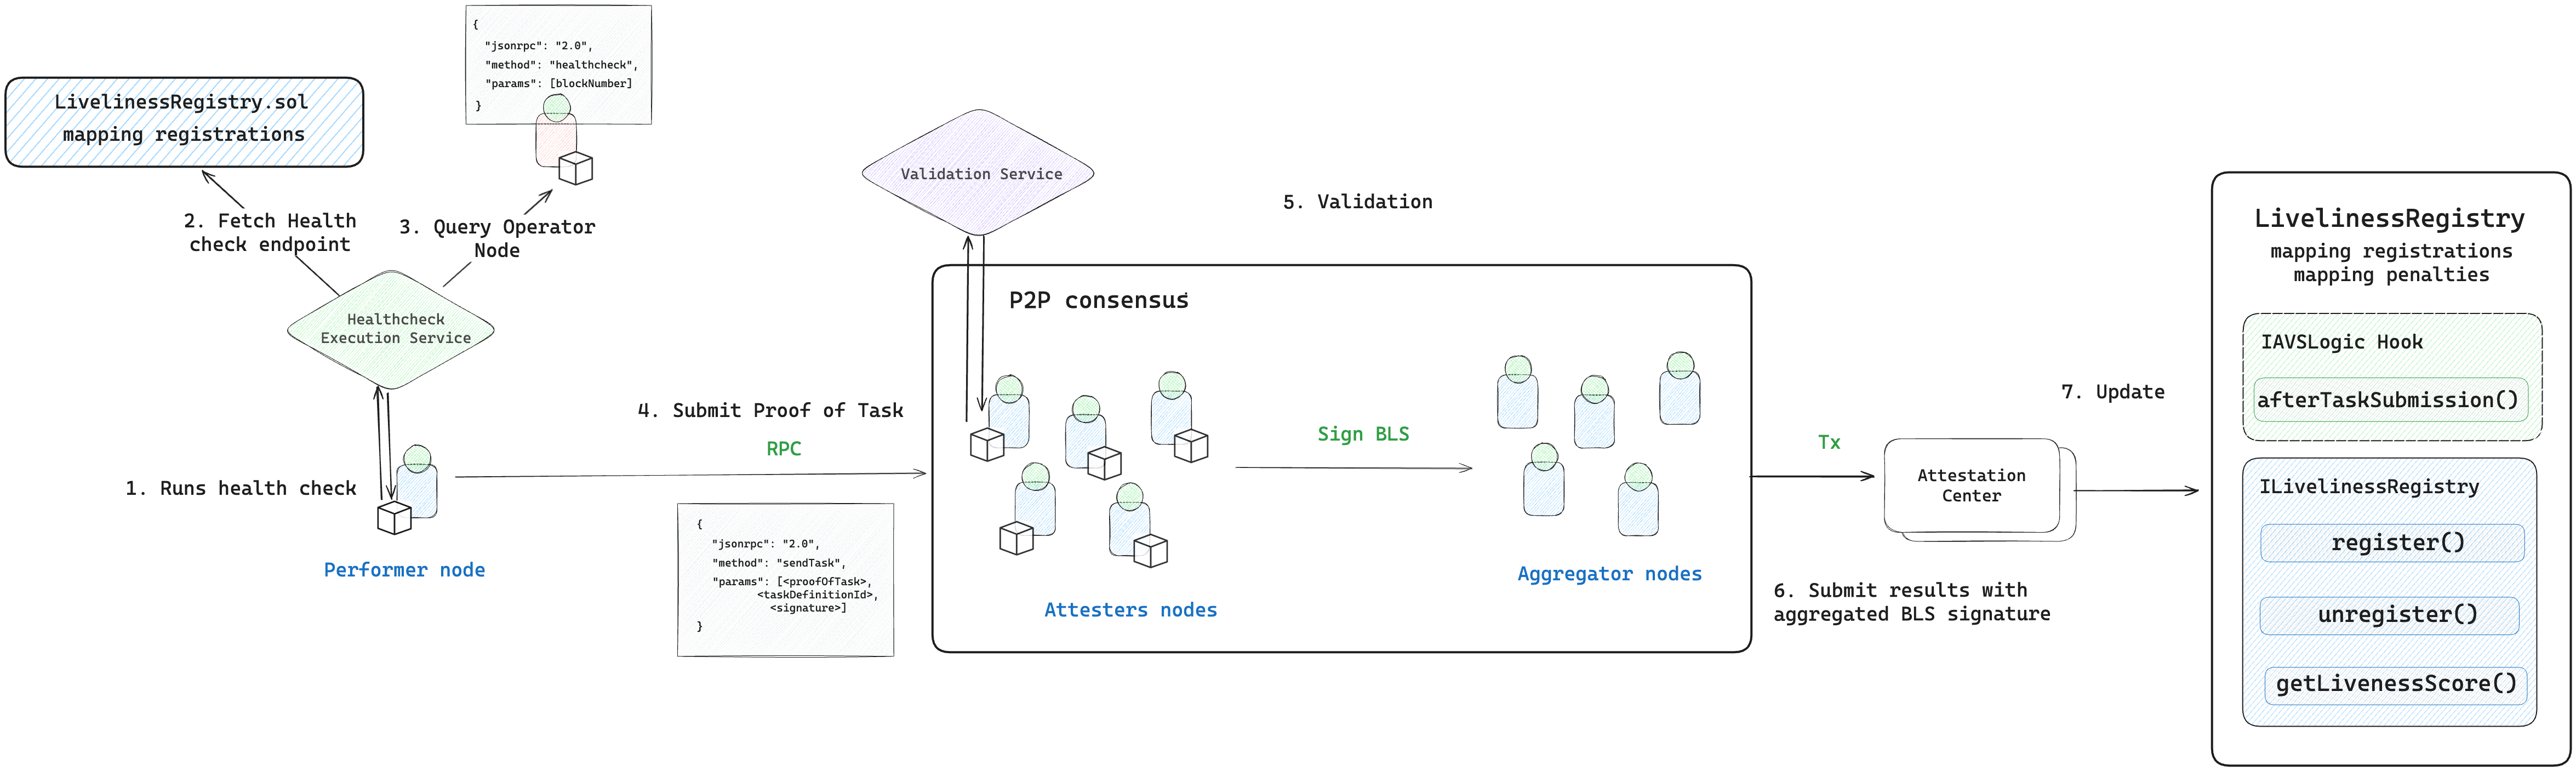 {
"jsonrpc": "2.0",
"method": "healthcheck",
"params": [blockNumber]
}
LivelinessRegistry.sol
mapping registrations
2. Fetch Health
check endpoint
3. Query Operator
Node
Healthcheck
Execution Service
1. Runs health check
Performer node
4. Submit Proof of Task
RPC
{
"jsonrpc": "2.0",
"method": "sendTask",
"params": [<proofOfTask>,
<taskDefinitionId>,
<signature>]
}
Validation Service
5. Validation
P2P consensus
Attesters nodes
Sign BLS
Aggregator nodes
Tx
6. Submit results with
aggregated BLS signature
Attestation
Center
7. Update
LivelinessRegistry
mapping registrations
mapping penalties
IAVSLogic Hook
afterTaskSubmission()
ILivelinessRegistry
register()
unregister()
getLivenessScore()